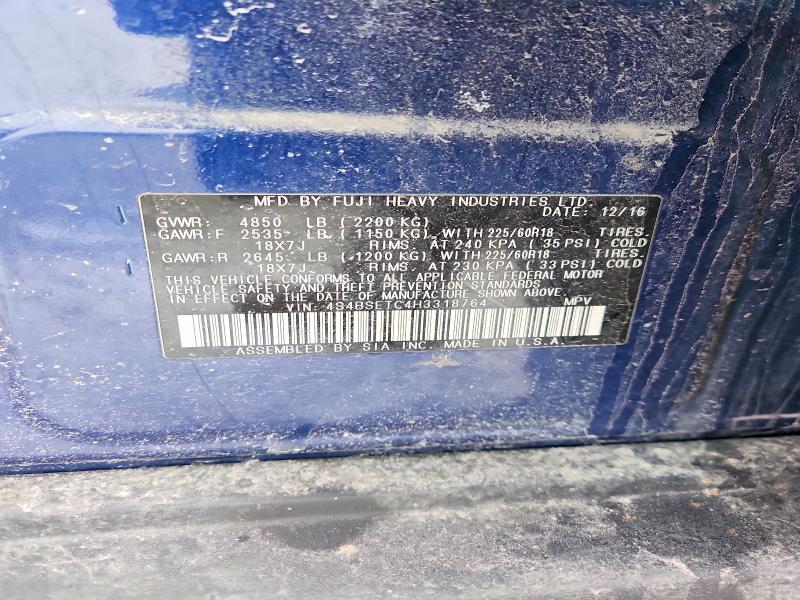 MFD BY FUJI HEAVY INDUSTRIES LTD.
DATE: 12/16
GVWR: 4850 LB (2200 KG)
GAWR:F 2535 LB (1150 KG) WITH 225/60R18 TIRES.
18X7J RIMS. AT 240 KPA (35 PSI) COLD
GAWR:R 2645 LB (1200 KG) WITH 225/60R18 TIRES.
18X7J RIMS. AT 230 KPA (33 PSI) COLD
THIS VEHICLE CONFORMS TO ALL APPLICABLE FEDERAL MOTOR
VEHICLE SAFETY AND THEFT PREVENTION STANDARDS
IN EFFECT ON THE DATE OF MANUFACTURE SHOWN ABOVE.
VIN: 4S4BSETC4H3318764 MPV
ASSEMBLED BY SIA INC. MADE IN U.S.A.